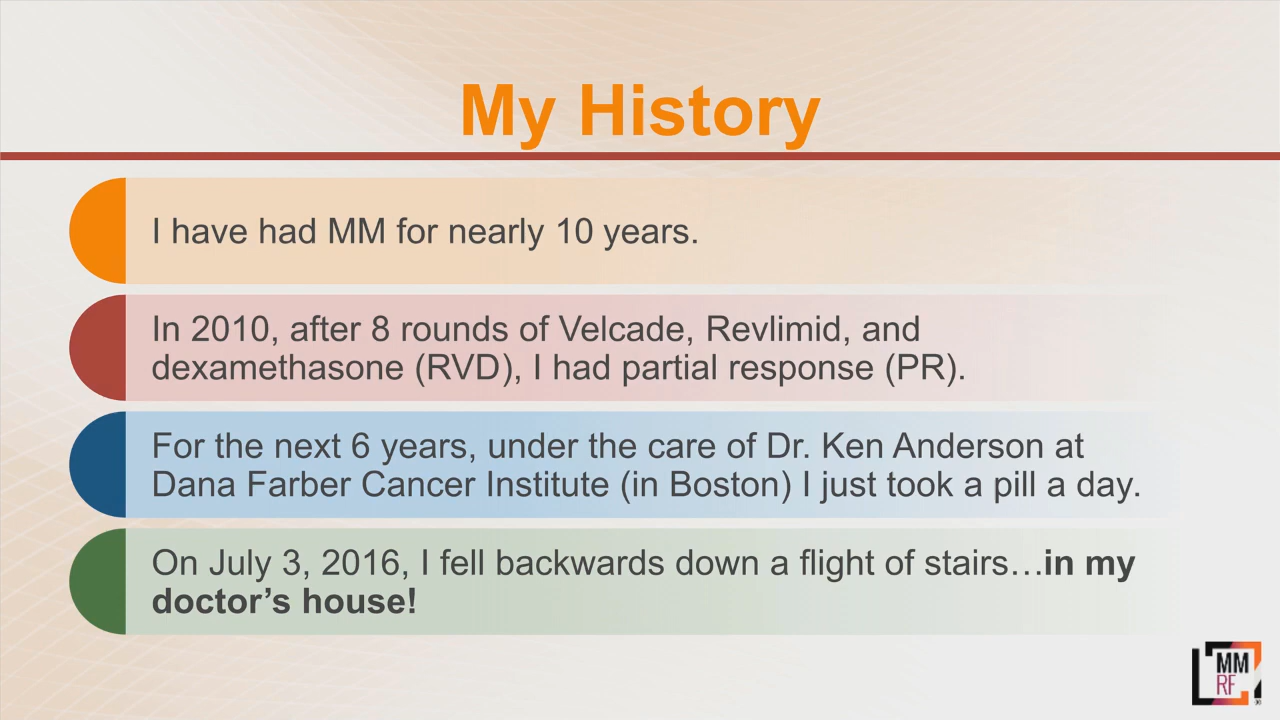 My History
I have had MM for nearly 10 years.
In 2010, after 8 rounds of Velcade, Revlimid, and
dexamethasone (RVD), I had partial response (PR).
For the next 6 years, under the care of Dr. Ken Anderson at
Dana Farber Cancer Institute (in Boston) I just took a pill a day.
On July 3, 2016, I fell backwards down a flight of stairs…in my
doctor’s house!
MM
RF